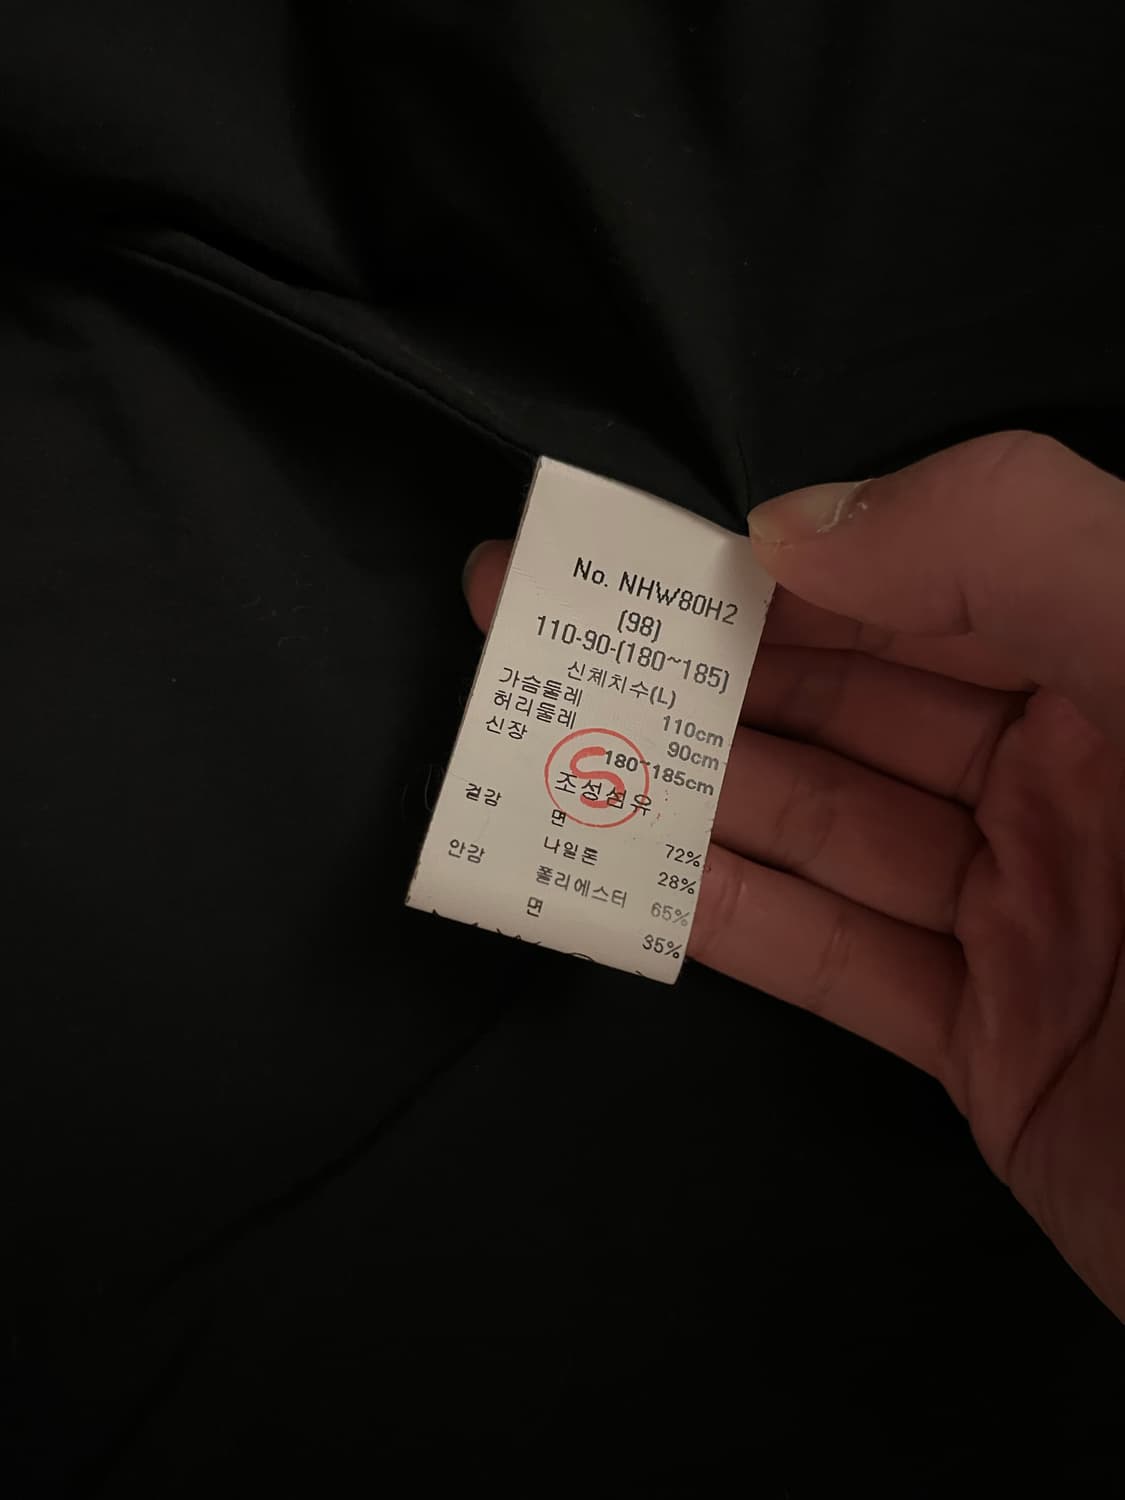 No. NHW80H2
(98)
110-90-(180~185)
신체치수(L)
가슴둘레 110cm
허리둘레 90cm
신장 180~185cm
S
조성섬유
겉감 면 72%
나일론 28%
안감 폴리에스터 65%
면 35%